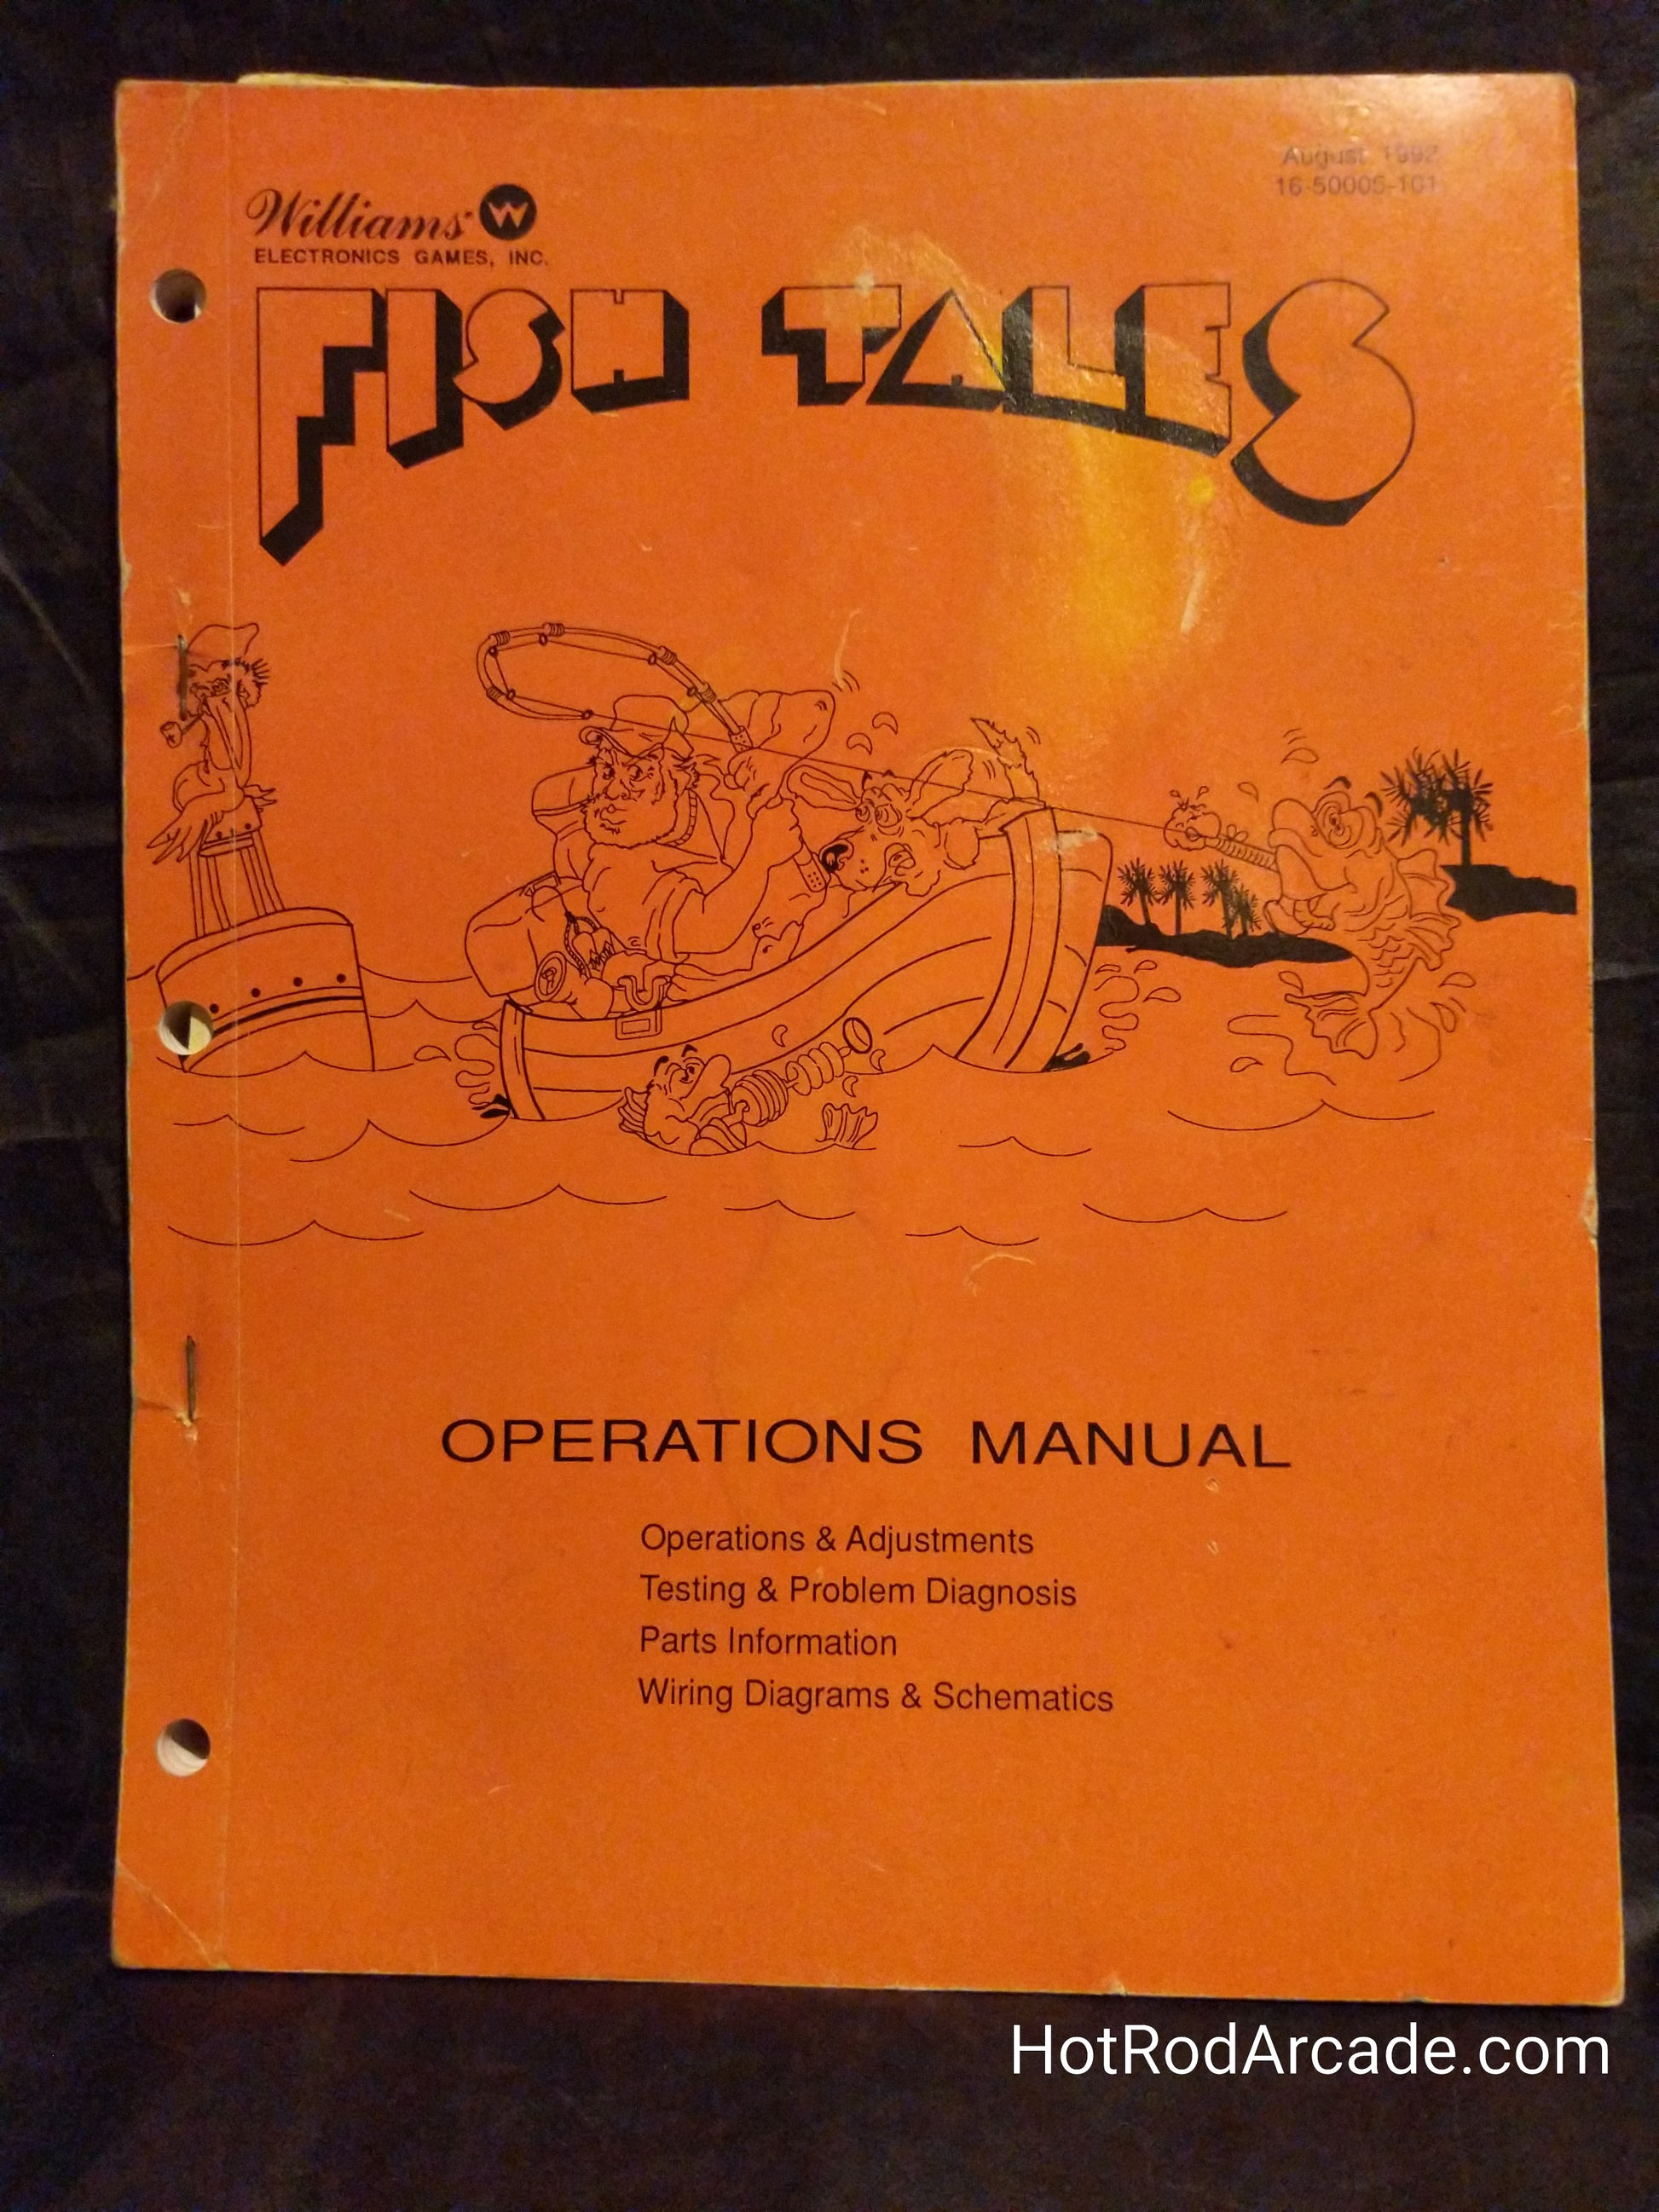 August 1992
16-50005-101
Williams
ELECTRONICS GAMES, INC.
FISH TALES
OPERATIONS MANUAL
Operations & Adjustments
Testing & Problem Diagnosis
Parts Information
Wiring Diagrams & Schematics
HotRodArcade.com